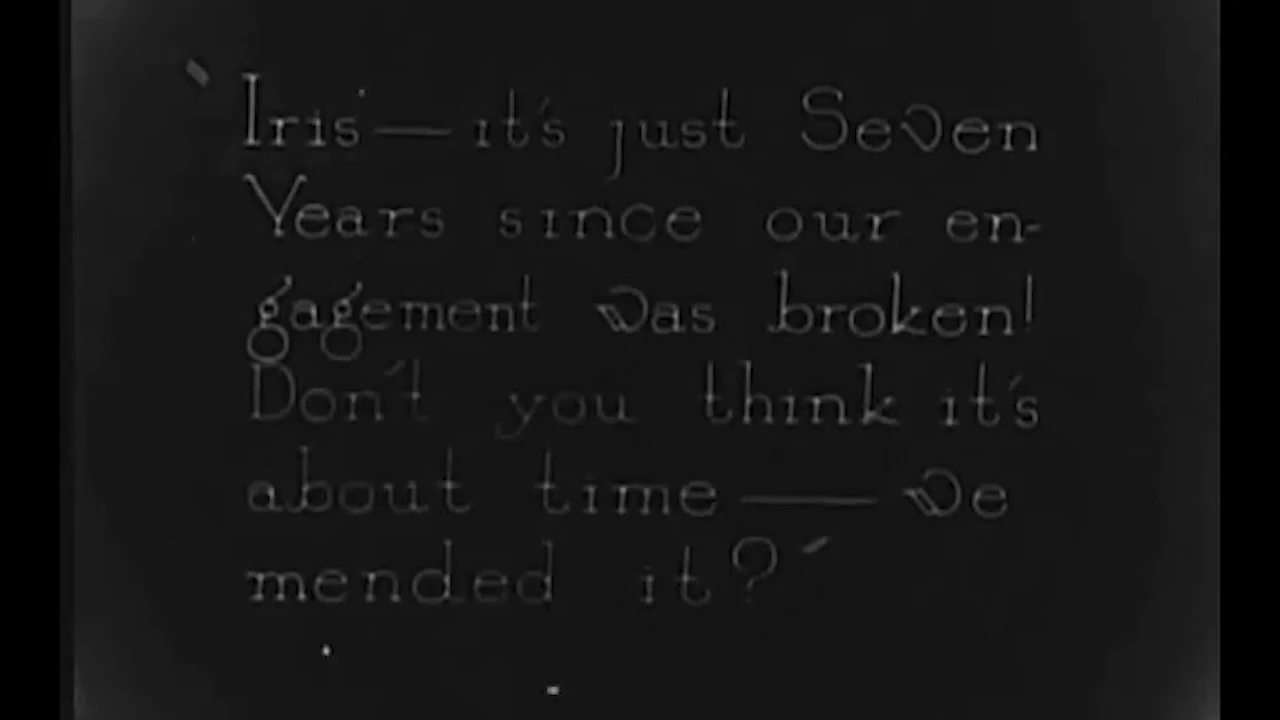 `Iris — it's just Seven
Years since our en-
gagement was broken!
Don't you think it's
about time — we
mended it?´